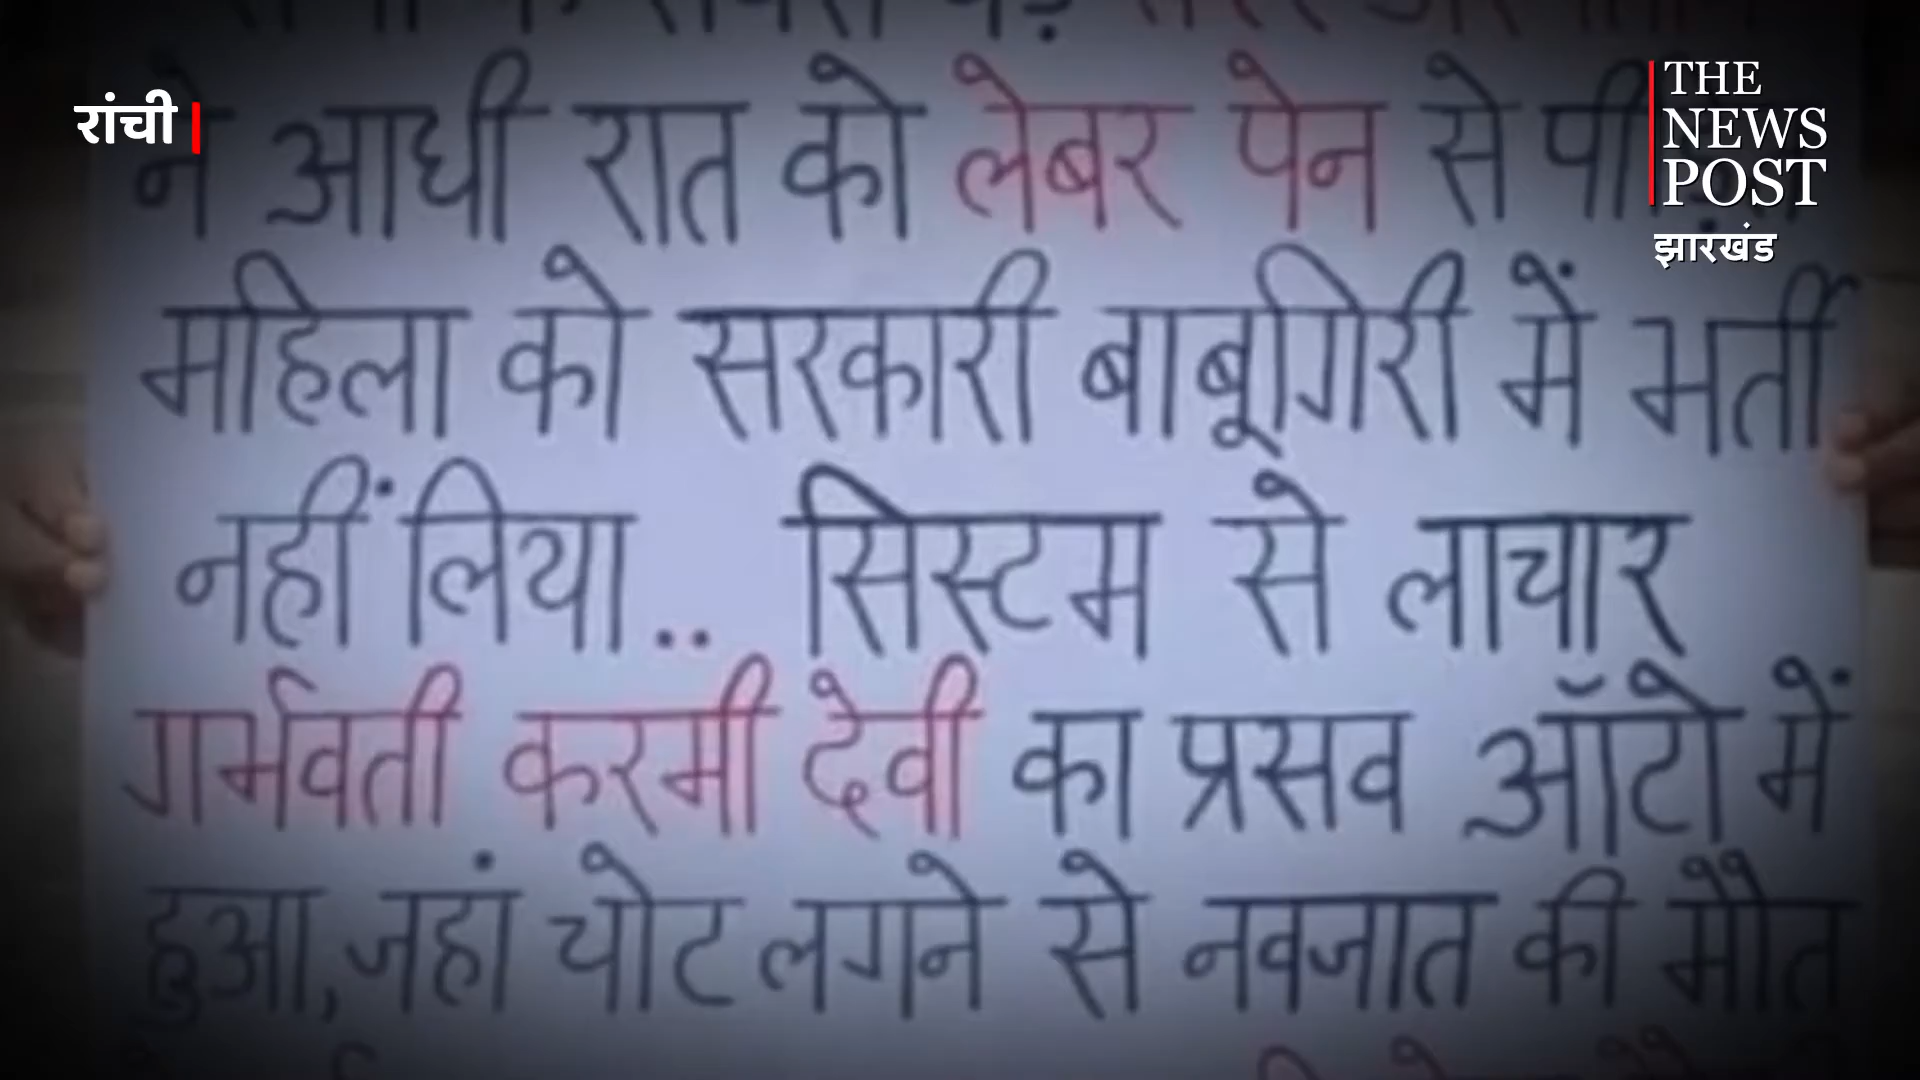 रांची
THE
NEWS
POST
झारखंड
ने आधी रात को लेबर पेन से
महिला को सरकारी बाबूगिरी में भर्ती
नहीं लिया.. सिस्टम से लाचार
गर्भवती करमी देवी का प्रसव ऑटो में
हुआ, जहां चोट लगने से नवजात की मौत